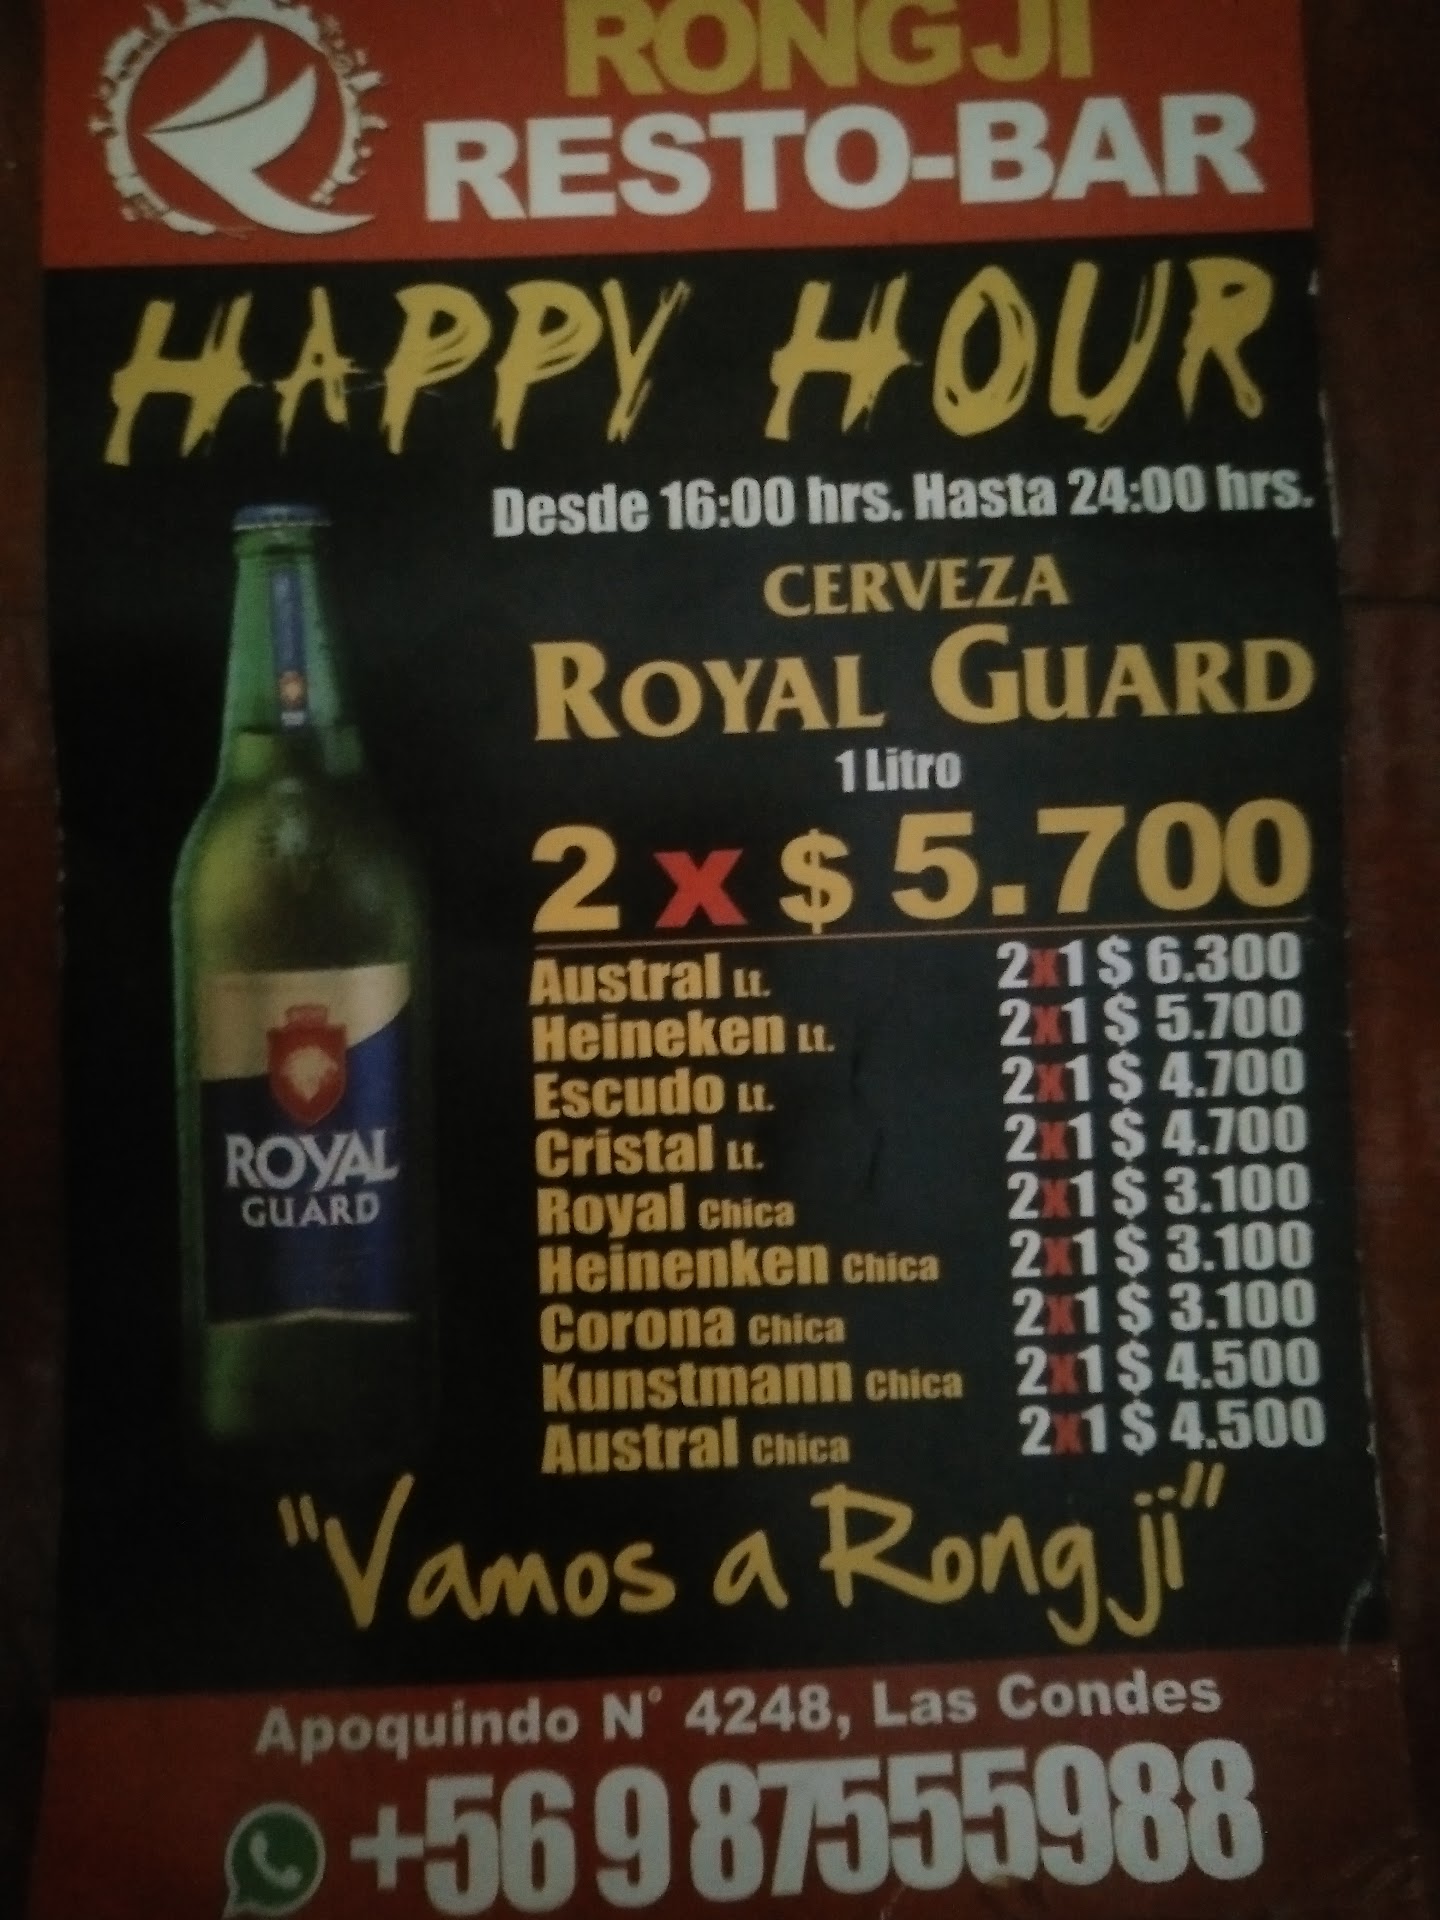 RONGJI
RESTO-BAR
HAPPY HOUR
Desde 16:00 hrs. Hasta 24:00 hrs.
CERVEZA
ROYAL GUARD
1 Litro
2 x $ 5.700
Austral Lt. 2x1 $ 6.300
Heineken Lt. 2x1 $ 5.700
Escudo Lt. 2x1 $ 4.700
Cristal Lt. 2x1 $ 4.700
Royal Chica 2x1 $ 3.100
Heinenken Chica 2x1 $ 3.100
Corona Chica 2x1 $ 3.100
Kunstmann Chica 2x1 $ 4.500
Austral Chica 2x1 $ 4.500
ROYAL
GUARD
"Vamos a Rongji"
Apoquindo N° 4248, Las Condes
+56 9 87555988